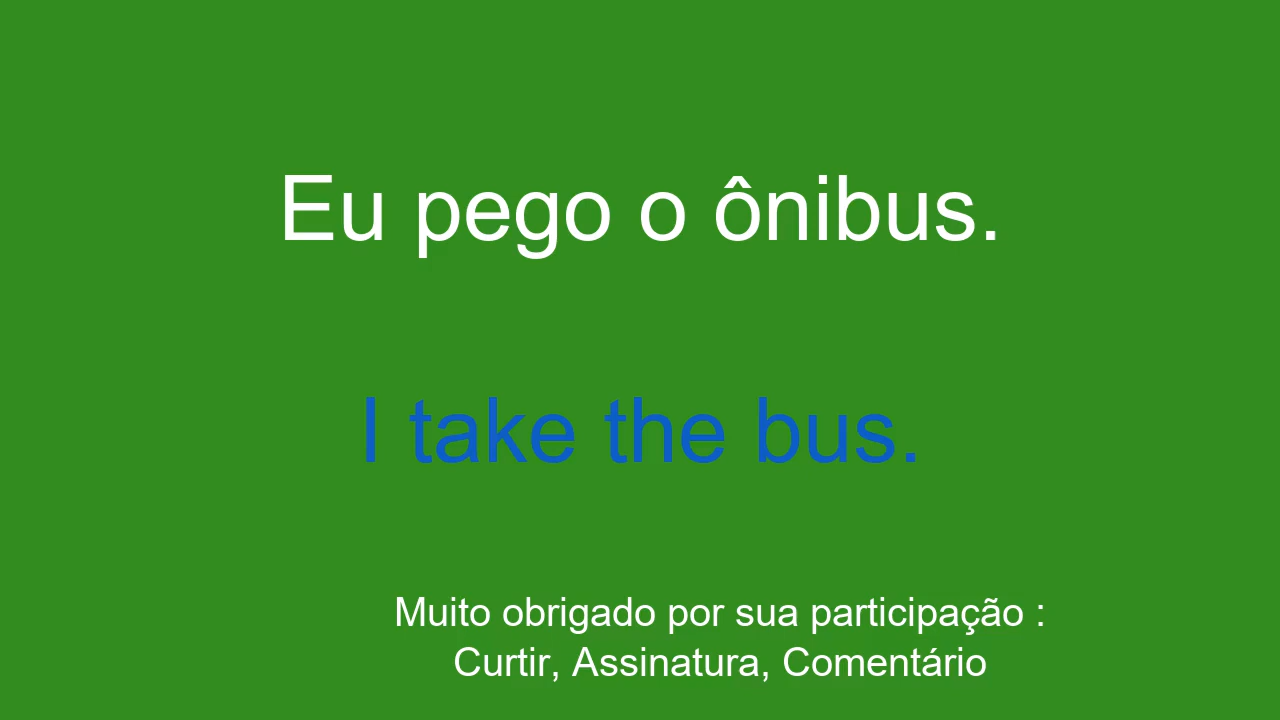 Eu pego o ônibus.
I take the bus.
Muito obrigado por sua participação :
Curtir, Assinatura, Comentário